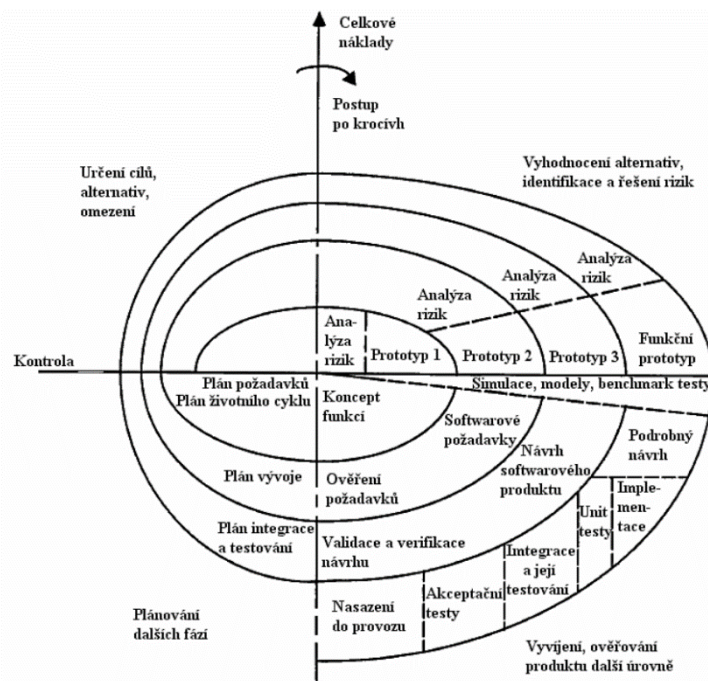 Celkové
náklady
Postup
po krocívh
Určení cílů,
alternativ,
omezení
Vyhodnocení alternativ,
identifikace a řešení rizik
Analýza
rizik
Analýza
rizik
Analýza
rizik
Ana-
lýza
rizik
Prototyp 1
Prototyp 2
Prototyp 3
Funkční
prototyp
Kontrola
Plán požadavků
Plán životního cyklu
Koncept
funkcí
Simulace, modely, benchmark testy
Softwarové
požadavky
Návrh
softwarového
produktu
Podrobný
návrh
Plán vývoje
Ověření
požadavků
Unit
testy
Imple-
men-
tace
Plán integrace
a testování
Validace a verifikace
návrhu
Imtegrace
a její
testování
Akceptační
testy
Nasazení
do provozu
Plánování
dalších fází
Vyvíjení, ověřování
produktu další úrovně